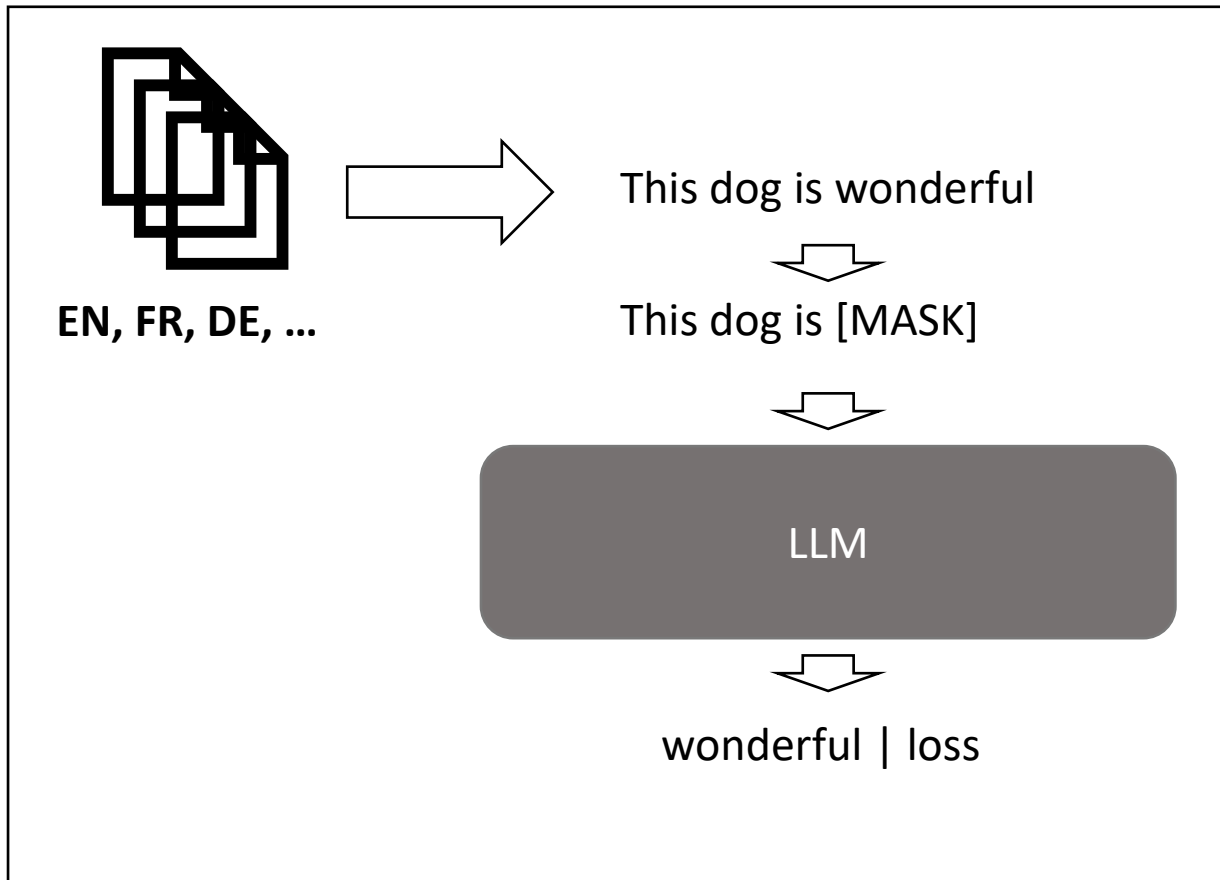 This dog is wonderful
EN, FR, DE, ...
This dog is [MASK]
LLM
wonderful | loss